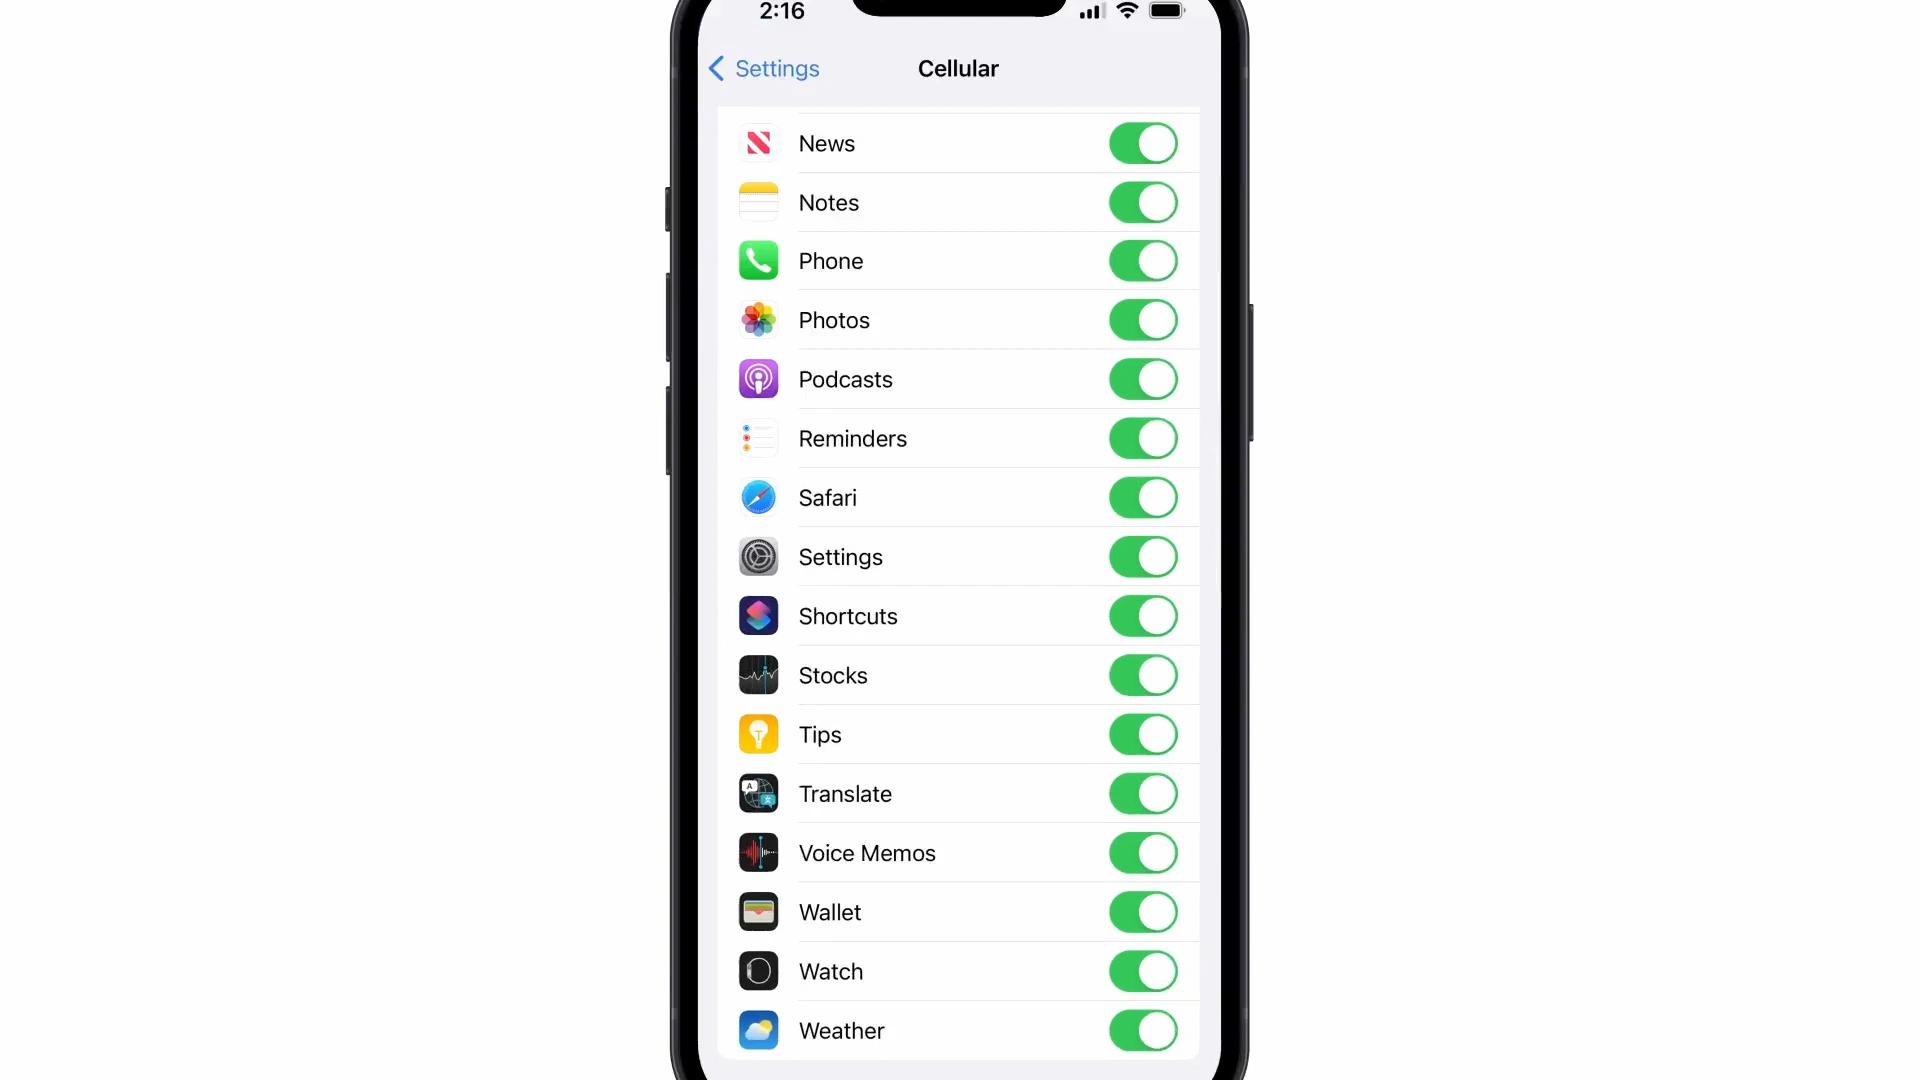 2:16
Settings
Cellular
News
Notes
Phone
Photos
Podcasts
Reminders
Safari
Settings
Shortcuts
Stocks
Tips
Translate
Voice Memos
Wallet
Watch
Weather